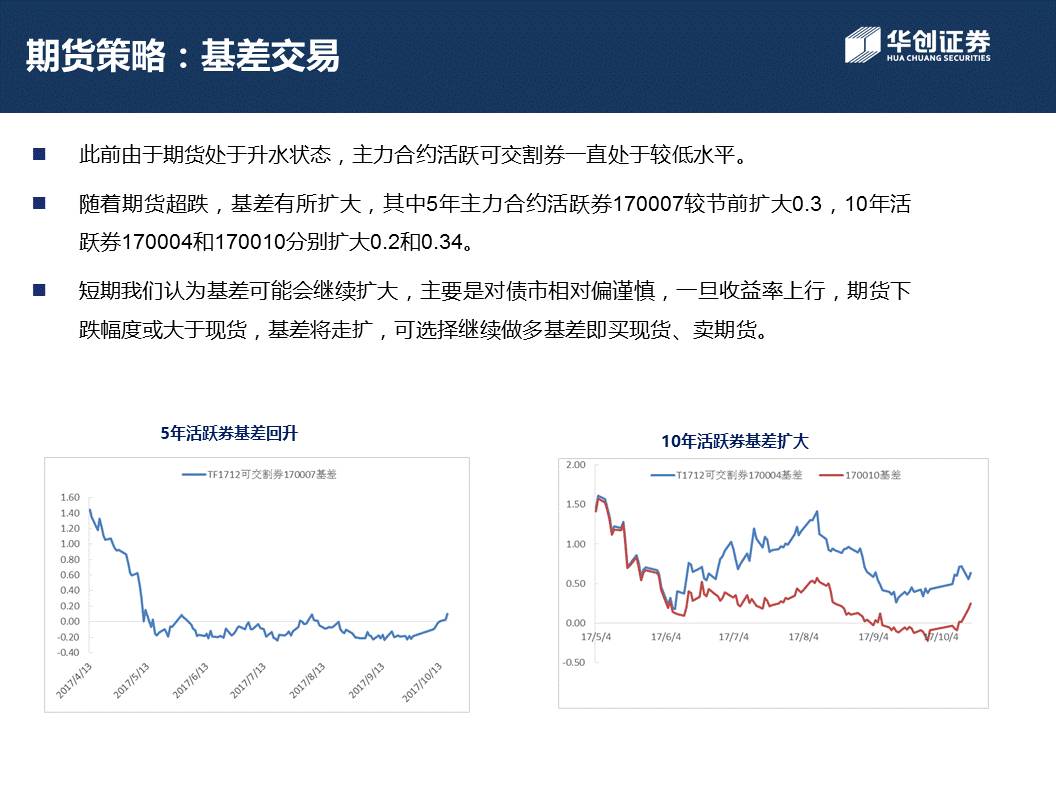 期货策略：基差交易
华创证券
HUA CHUANG SECURITIES
此前由于期货处于升水状态，主力合约活跃可交割券一直处于较低水平。
随着期货超跌，基差有所扩大，其中5年主力合约活跃券170007较节前扩大0.3，10年活
跃券170004和170010分别扩大0.2和0.34。
短期我们认为基差可能会继续扩大，主要是对债市相对偏谨慎，一旦收益率上行，期货下
跌幅度或大于现货，基差将走扩，可选择继续做多基差即买现货、卖期货。
5年活跃券基差回升
TF1712可交割券170007基差
1.60
1.40
1.20
1.00
0.80
0.60
0.40
0.20
0.00
-0.20
-0.40
2017/4/13
2017/5/13
2017/6/13
2017/7/13
2017/8/13
2017/9/13
2017/10/13
10年活跃券基差扩大
T1712可交割券170004基差
170010基差
2.00
1.50
1.00
0.50
0.00
-0.50
17/5/4
17/6/4
17/7/4
17/8/4
17/9/4
17/10/4